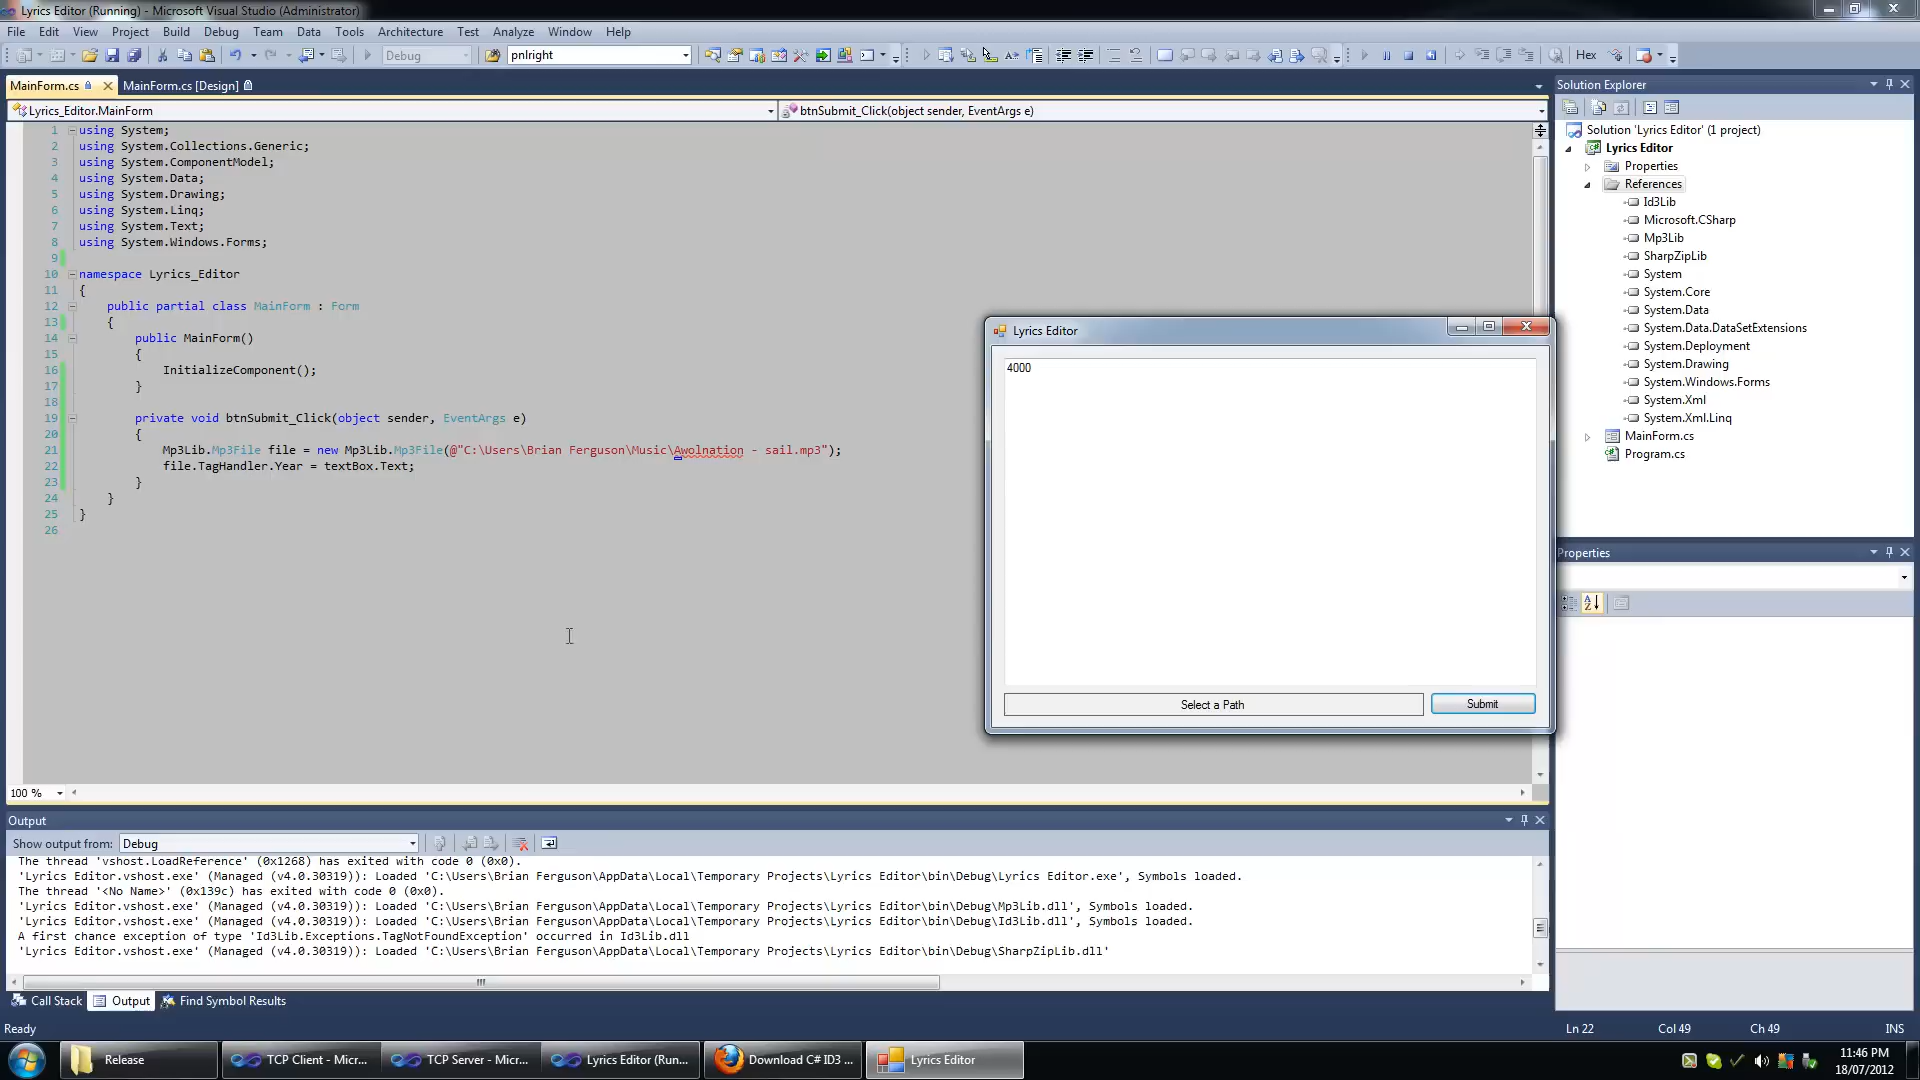 Lyrics Editor (Running) - Microsoft Visual Studio (Administrator)
File Edit View Project Build Debug Team Data Tools Architecture Test Analyze Window Help
Debug pnlright Hex
MainForm.cs MainForm.cs [Design]
Lyrics_Editor.MainForm btnSubmit_Click(object sender, EventArgs e)
1 using System;
2 using System.Collections.Generic;
3 using System.ComponentModel;
4 using System.Data;
5 using System.Drawing;
6 using System.Linq;
7 using System.Text;
8 using System.Windows.Forms;
9
10 namespace Lyrics_Editor
11 {
12 public partial class MainForm : Form
13 {
14 public MainForm()
15 {
16 InitializeComponent();
17 }
18
19 private void btnSubmit_Click(object sender, EventArgs e)
20 {
21 Mp3Lib.Mp3File file = new Mp3Lib.Mp3File(@"C:\Users\Brian Ferguson\Music\Awolnation - sail.mp3");
22 file.TagHandler.Year = textBox.Text;
23 }
24 }
25 }
26
100 %
Lyrics Editor
4000
Select a Path Submit
Solution Explorer
Solution 'Lyrics Editor' (1 project)
Lyrics Editor
Properties
References
Id3Lib
Microsoft.CSharp
Mp3Lib
SharpZipLib
System
System.Core
System.Data
System.Data.DataSetExtensions
System.Deployment
System.Drawing
System.Windows.Forms
System.Xml
System.Xml.Linq
MainForm.cs
Program.cs
Properties
Output
Show output from: Debug
The thread 'vshost.LoadReference' (0x1268) has exited with code 0 (0x0).
'Lyrics Editor.vshost.exe' (Managed (v4.0.30319)): Loaded 'C:\Users\Brian Ferguson\AppData\Local\Temporary Projects\Lyrics Editor\bin\Debug\Lyrics Editor.exe', Symbols loaded.
The thread '<No Name>' (0x139c) has exited with code 0 (0x0).
'Lyrics Editor.vshost.exe' (Managed (v4.0.30319)): Loaded 'C:\Users\Brian Ferguson\AppData\Local\Temporary Projects\Lyrics Editor\bin\Debug\Mp3Lib.dll', Symbols loaded.
'Lyrics Editor.vshost.exe' (Managed (v4.0.30319)): Loaded 'C:\Users\Brian Ferguson\AppData\Local\Temporary Projects\Lyrics Editor\bin\Debug\Id3Lib.dll', Symbols loaded.
A first chance exception of type 'Id3Lib.Exceptions.TagNotFoundException' occurred in Id3Lib.dll
'Lyrics Editor.vshost.exe' (Managed (v4.0.30319)): Loaded 'C:\Users\Brian Ferguson\AppData\Local\Temporary Projects\Lyrics Editor\bin\Debug\SharpZipLib.dll'
Call Stack Output Find Symbol Results
Ready Ln 22 Col 49 Ch 49 INS
Release TCP Client - Micr... TCP Server - Micr... Lyrics Editor (Run... Download C# ID3 ... Lyrics Editor
11:46 PM
18/07/2012